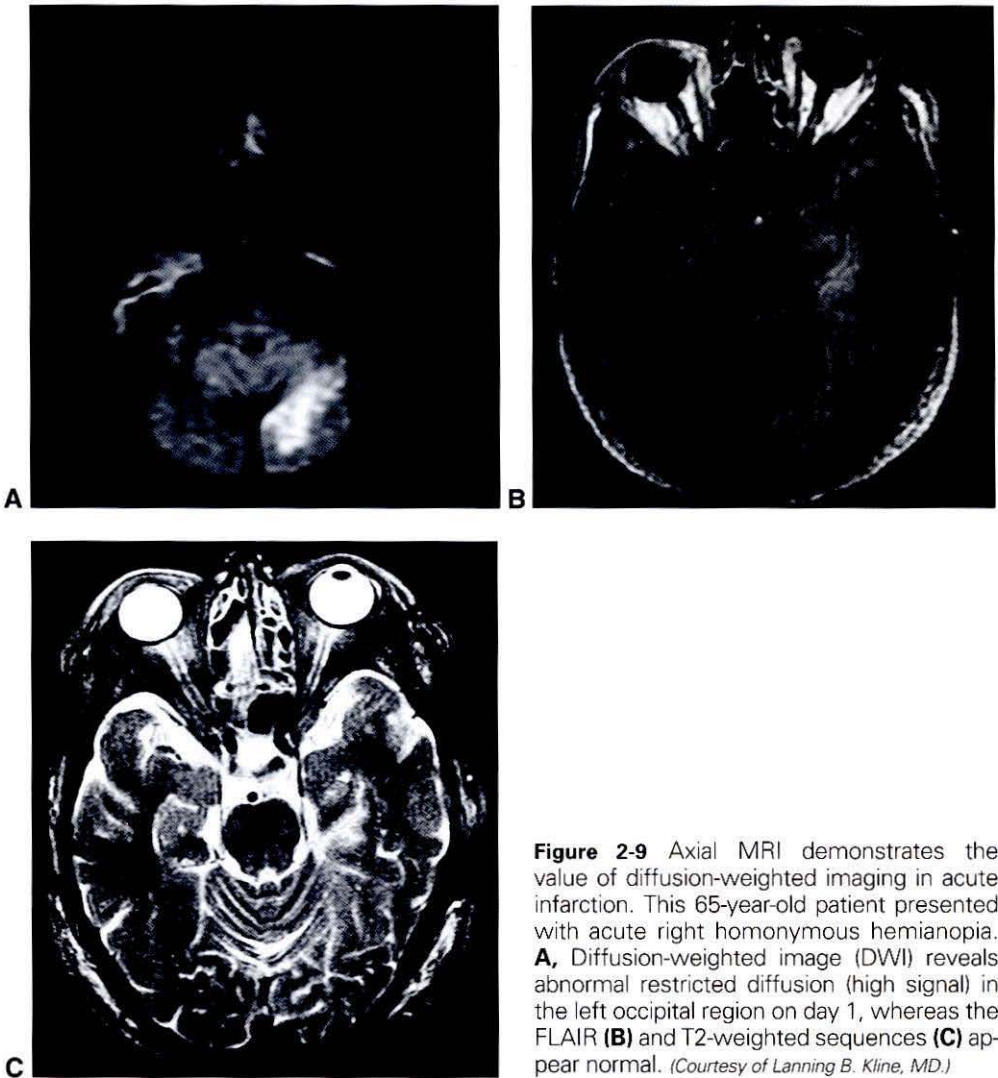 A
B
C
Figure 2-9 Axial MRI demonstrates the
value of diffusion-weighted imaging in acute
infarction. This 65-year-old patient presented
with acute right homonymous hemianopia.
A, Diffusion-weighted image (DWI) reveals
abnormal restricted diffusion (high signal) in
the left occipital region on day 1, whereas the
FLAIR (B) and T2-weighted sequences (C) ap-
pear normal. (Courtesy of Lanning B. Kline, MD.)